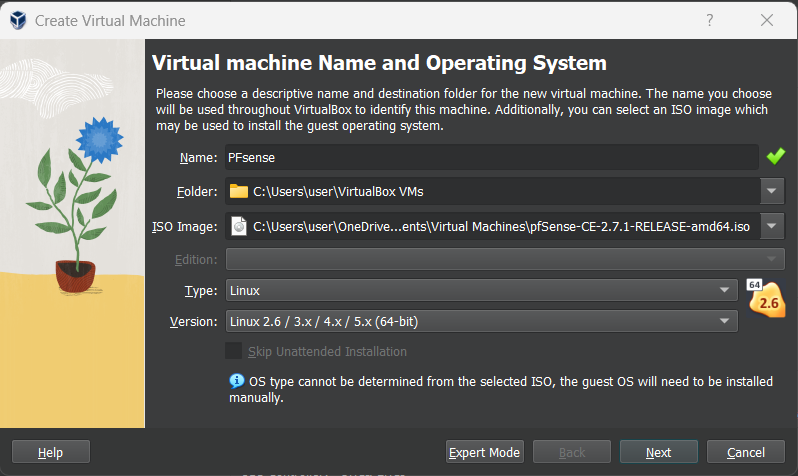 Create Virtual Machine
?
Virtual machine Name and Operating System
Please choose a descriptive name and destination folder for the new virtual machine. The name you choose
will be used throughout VirtualBox to identify this machine. Additionally, you can select an ISO image which
may be used to install the guest operating system.
Name: PFsense
Folder: C:\Users\user\VirtualBox VMs
ISO Image: C:\Users\user\OneDrive...ents\Virtual Machines\pfSense-CE-2.7.1-RELEASE-amd64.iso
Edition:
Type: Linux
64
2.6
Version: Linux 2.6 / 3.x / 4.x / 5.x (64-bit)
Skip Unattended Installation
OS type cannot be determined from the selected ISO, the guest OS will need to be installed
manually.
Help Expert Mode Back Next Cancel